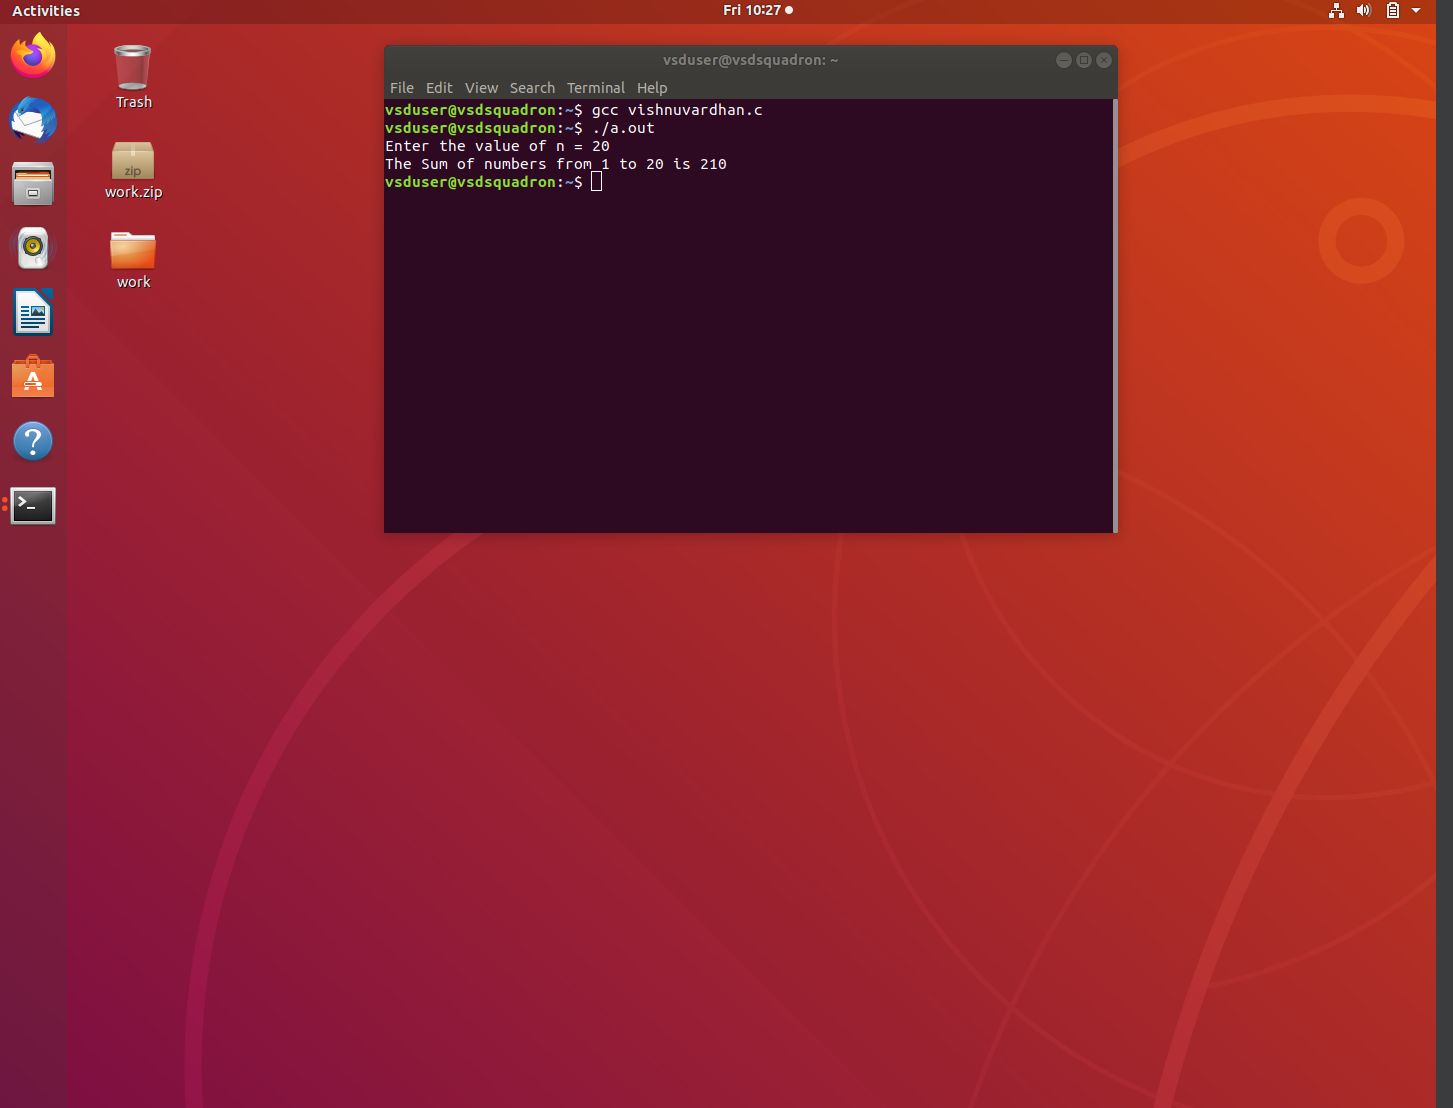 Activities
Fri 10:27
Trash
zip
work.zip
work
vsduser@vsdsquadron: ~
File Edit View Search Terminal Help
vsduser@vsdsquadron:~$ gcc vishnuvardhan.c
vsduser@vsdsquadron:~$ ./a.out
Enter the value of n = 20
The Sum of numbers from 1 to 20 is 210
vsduser@vsdsquadron:~$